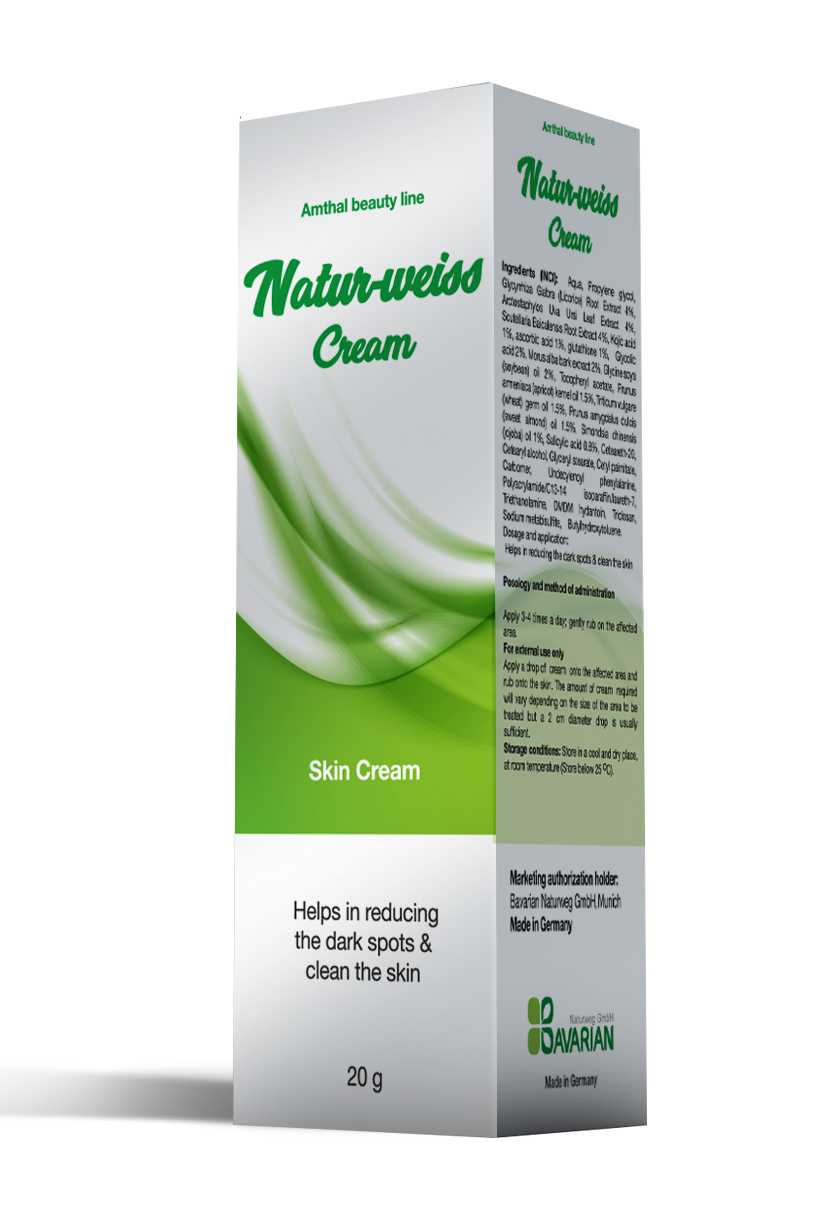 Amthal beauty line
Natur-weiss
Cream
Skin Cream
Helps in reducing
the dark spots &
clean the skin
20 g
Amthal beauty line
Natur-weiss
Cream
Ingredients (INCI): Aqua, Propylene glycol,
Glycyrrhiza Glabra (Licorice) Root Extract 4%,
Arctostaphylos Uva Ursi Leaf Extract 4%,
Scutellaria Baicalensis Root Extract 4%, Kojic acid
1%, ascorbic acid 1%, glutathione 1%, Glycolic
acid 2%, Morus alba bark extract 2%, Glycine soya
(soybean) oil 2%, Tocopheryl acetate, Prunus
armeniaca (apricot) kernel oil 1.5%, Triticum vulgare
(wheat) germ oil 1.5%, Prunus amygdalus dulcis
(sweet almond) oil 1.5%, Simondsia chinensis
(jojoba) oil 1%, Salicylic acid 0.8%, Ceteareth-20,
Cetearyl alcohol, Glyceryl stearate, Cetyl palmitate,
Carbomer, Undecylenoyl phenylalanine,
Polyacrylamide/C13-14 isoparaffin/laureth-7,
Triethanolamine, DMDM hydantoin, Triclosan,
Sodium metabisulfite, Butylhydroxytoluene.
Dosage and application:
Helps in reducing the dark spots & clean the skin
Posology and method of administration
Apply 3-4 times a day; gently rub on the affected
area.
For external use only
Apply a drop of cream onto the affected area and
rub onto the skin. The amount of cream required
will vary depending on the size of the area to be
treated but a 2 cm diameter drop is usually
sufficient.
Storage conditions: Store in a cool and dry place,
at room temperature (Store below 25 ºC).
Marketing authorization holder:
Bavarian Naturweg GmbH, Munich
Made in Germany
Naturweg GmbH
BAVARIAN
Made in Germany